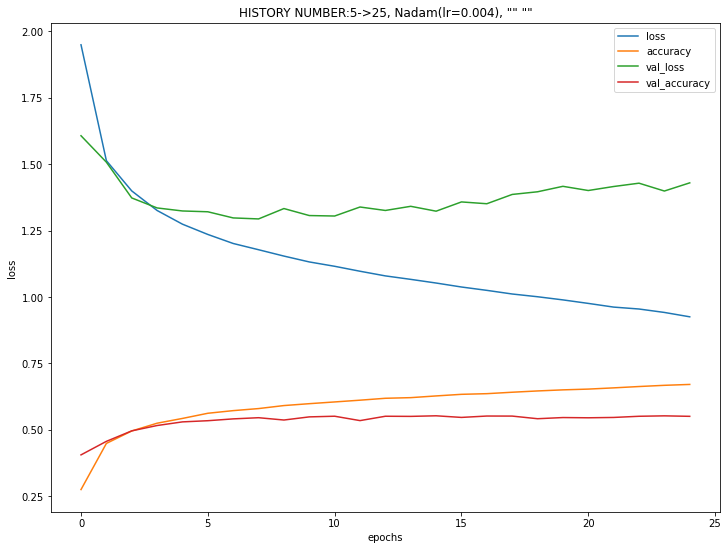 HISTORY NUMBER:5->25, Nadam(lr=0.004), "" ""
loss
accuracy
val_loss
val_accuracy
2.00
1.75
1.50
1.25
1.00
0.75
0.50
0.25
loss
0
5
10
15
20
25
epochs